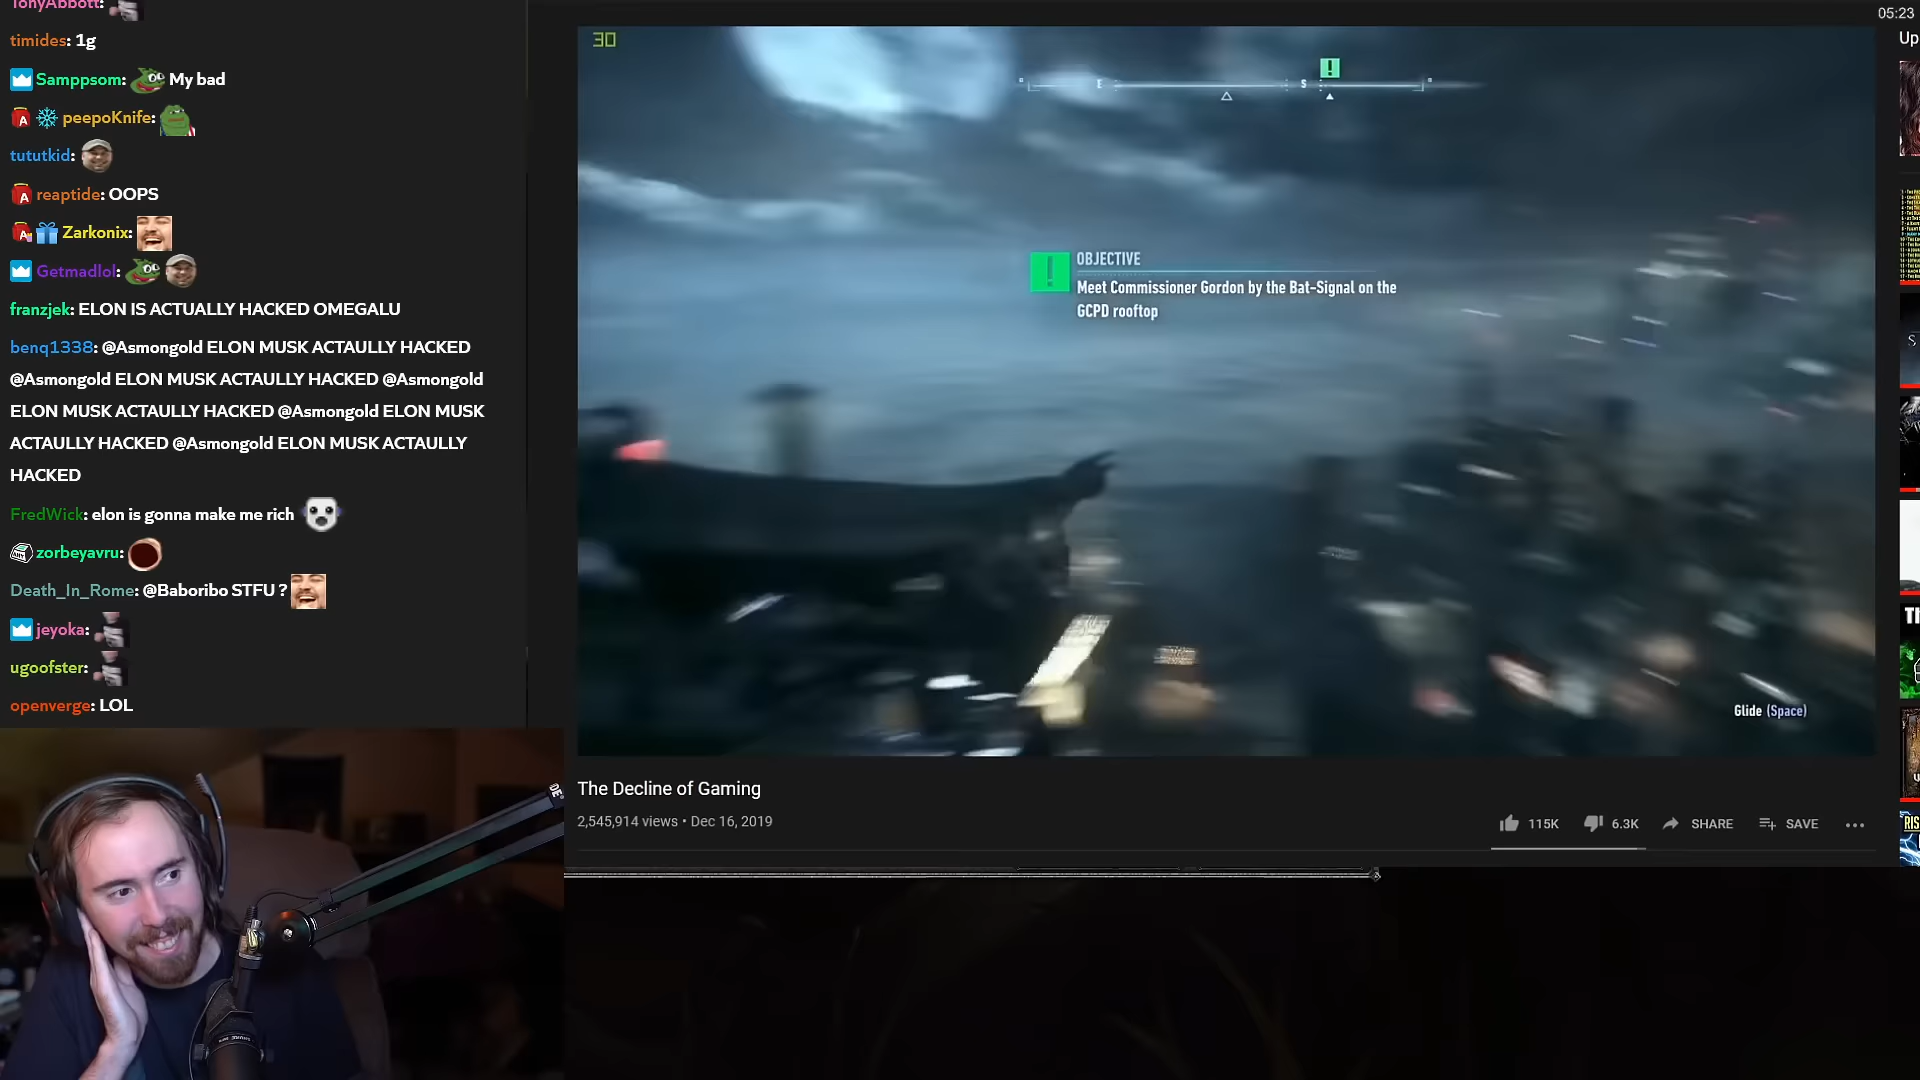 TonyAbbott:
timides: 1g
Samppsom: My bad
peepoKnife:
tututkid:
reaptide: OOPS
Zarkonix:
Getmadlol:
franzjek: ELON IS ACTUALLY HACKED OMEGALU
benq1338: @Asmongold ELON MUSK ACTAULLY HACKED
@Asmongold ELON MUSK ACTAULLY HACKED @Asmongold
ELON MUSK ACTAULLY HACKED @Asmongold ELON MUSK
ACTAULLY HACKED @Asmongold ELON MUSK ACTAULLY
HACKED
FredWick: elon is gonna make me rich
zorbeyavru:
Death_In_Rome: @Baboribo STFU ?
jeyoka:
ugoofster:
openverge: LOL
05:23
Up
30
E
S
OBJECTIVE
Meet Commissioner Gordon by the Bat-Signal on the
GCPD rooftop
Glide (Space)
The Decline of Gaming
2,545,914 views • Dec 16, 2019
115K
6.3K
SHARE
SAVE